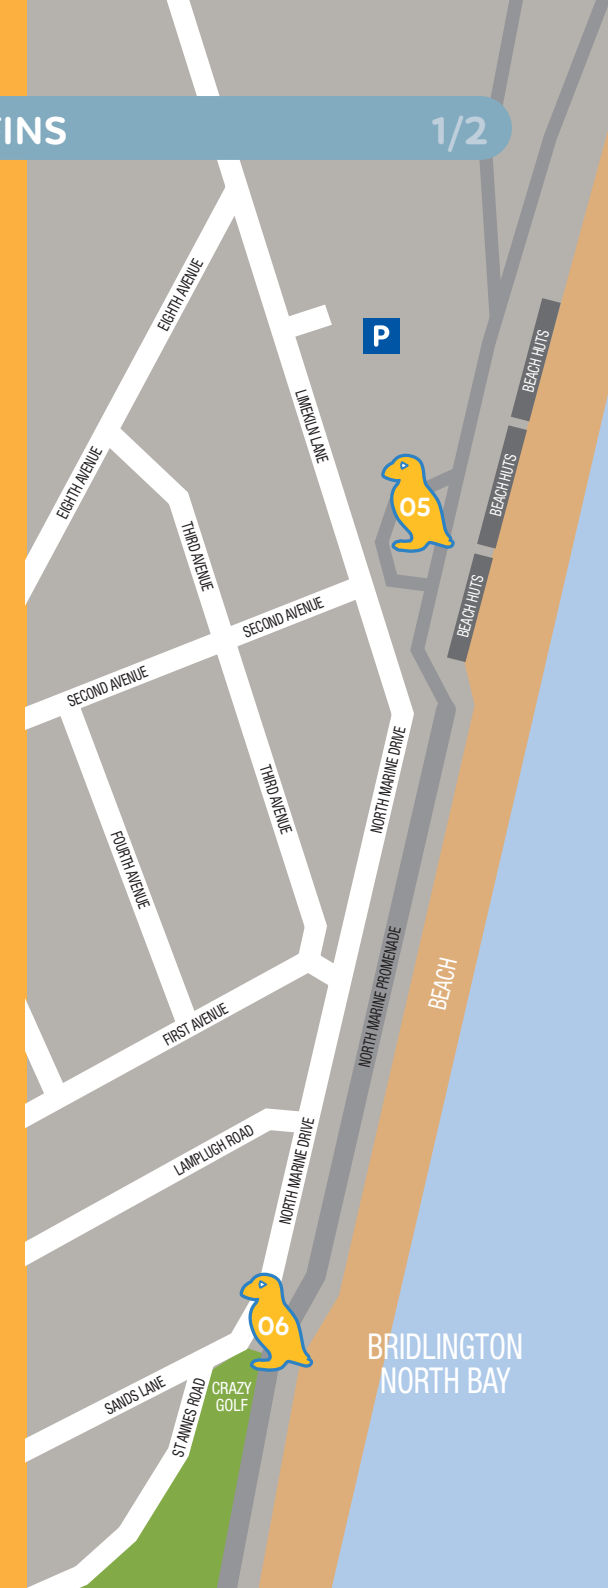 FINS
1/2
EIGHTH AVENUE
P
BEACH HUTS
LIMEKILN LANE
EIGHTH AVENUE
BEACH HUTS
05
THIRD AVENUE
BEACH HUTS
SECOND AVENUE
SECOND AVENUE
NORTH MARINE DRIVE
THIRD AVENUE
FOURTH AVENUE
NORTH MARINE PROMENADE
BEACH
FIRST AVENUE
LAMPLUGH ROAD
NORTH MARINE DRIVE
06
BRIDLINGTON
NORTH BAY
SANDS LANE
CRAZY
GOLF
ST ANNES ROAD